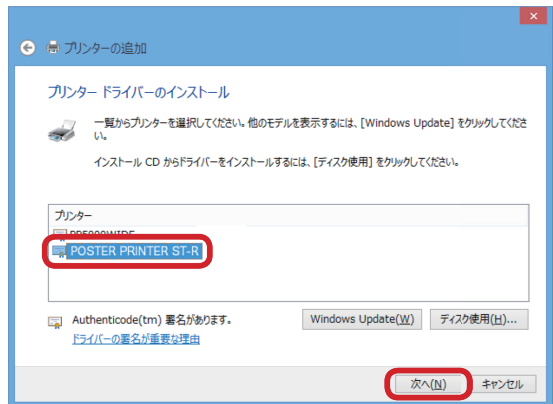 プリンターの追加
プリンター ドライバーのインストール
一覧からプリンターを選択してください。他のモデルを表示するには、[Windows Update] をクリックしてくださ
い。
インストール CD からドライバーをインストールするには、[ディスク使用] をクリックしてください。
プリンター
POSTER PRINTER ST-R
Authenticode(tm) 署名があります。
Windows Update(W) ディスク使用(H)...
ドライバーの署名が重要な理由
次へ(N) キャンセル